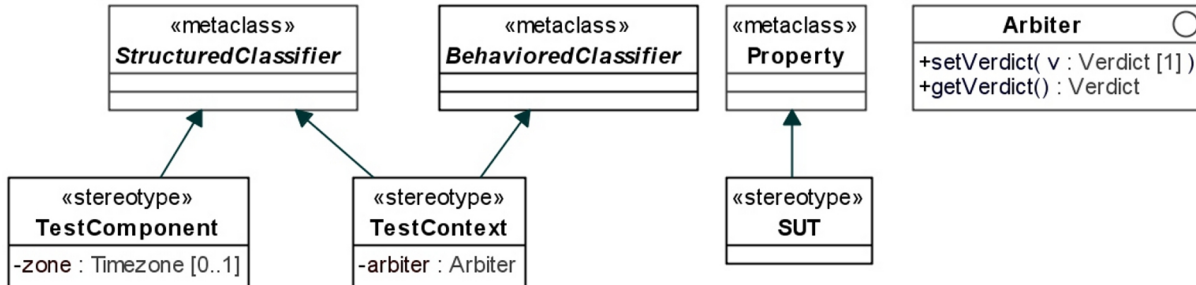 «metaclass»
StructuredClassifier
«metaclass»
BehavioredClassifier
«metaclass»
Property
Arbiter
+setVerdict( v : Verdict [1] )
+getVerdict() : Verdict
«stereotype»
TestComponent
-zone : Timezone [0..1]
«stereotype»
TestContext
-arbiter : Arbiter
«stereotype»
SUT